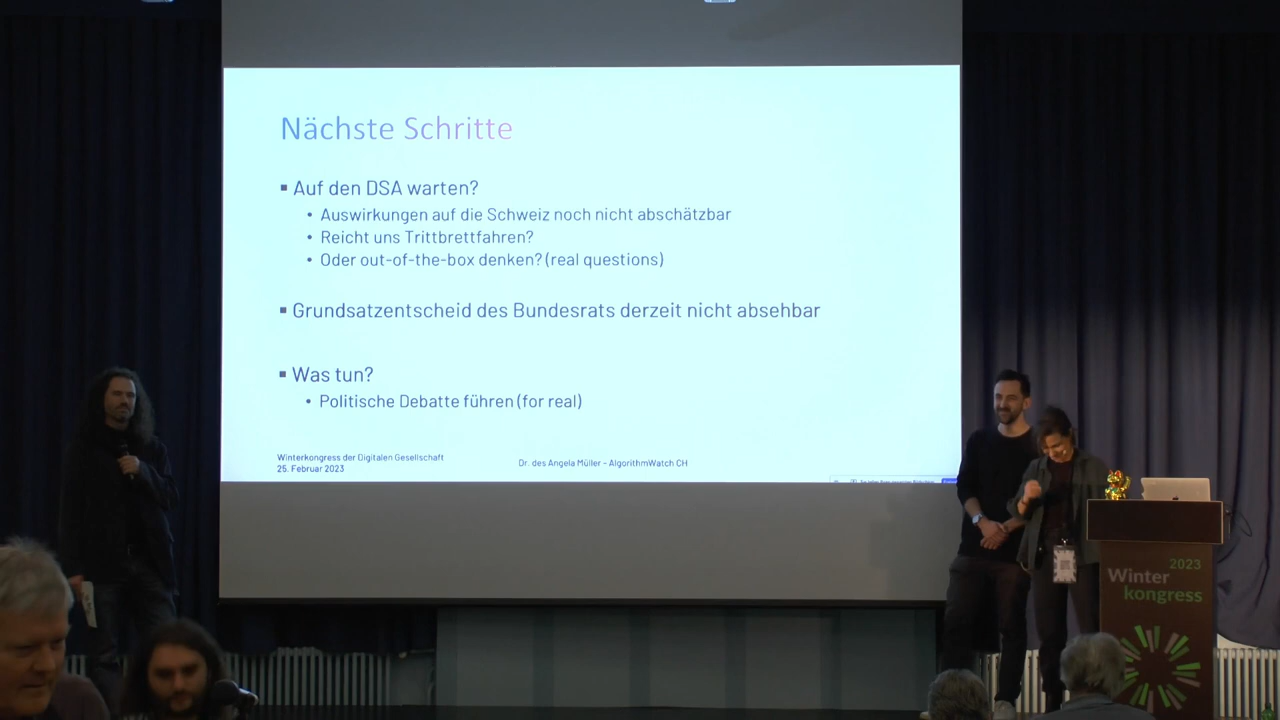 Nächste Schritte
▪ Auf den DSA warten?
• Auswirkungen auf die Schweiz noch nicht abschätzbar
• Reicht uns Trittbrettfahren?
• Oder out-of-the-box denken? (real questions)
▪ Grundsatzentscheid des Bundesrats derzeit nicht absehbar
▪ Was tun?
• Politische Debatte führen (for real)
Winterkongress der Digitalen Gesellschaft
25. Februar 2023
Dr. des Angela Müller - AlgorithmWatch CH
2023
Winter
kongress